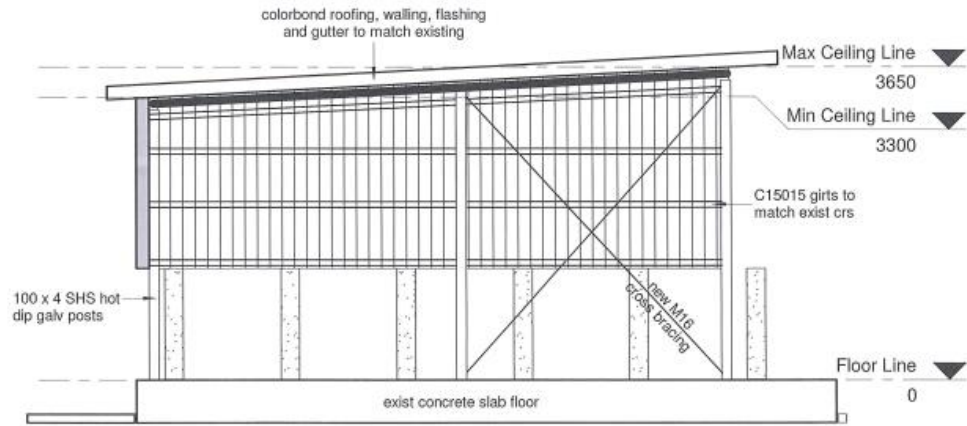 colorbond roofing, walling, flashing
and gutter to match existing
Max Ceiling Line
3650
Min Ceiling Line
3300
C15015 girts to
match exist crs
100 x 4 SHS hot
dip galv posts
new M16
cross bracing
Floor Line
0
exist concrete slab floor